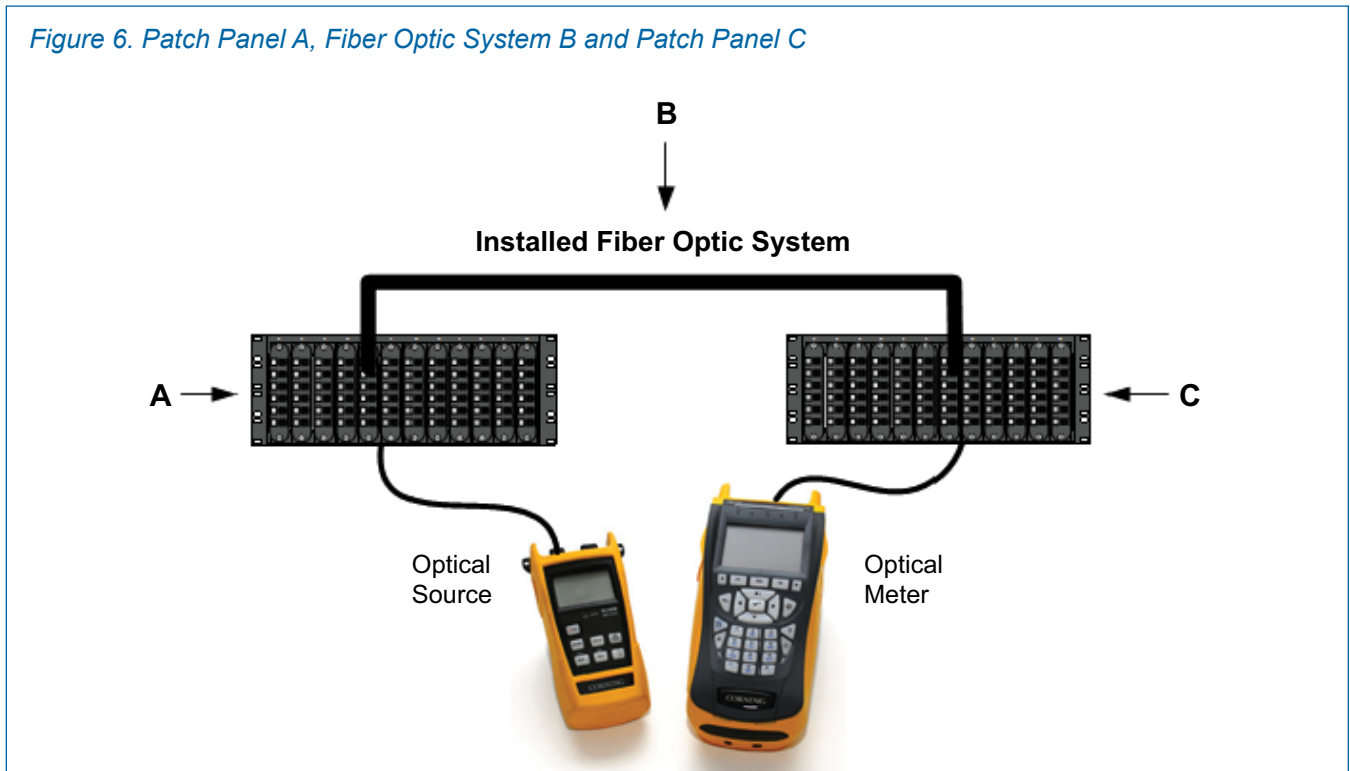 Figure 6. Patch Panel A, Fiber Optic System B and Patch Panel C
B
Installed Fiber Optic System
A
C
Optical
Source
Optical
Meter
CORNING
CORNING